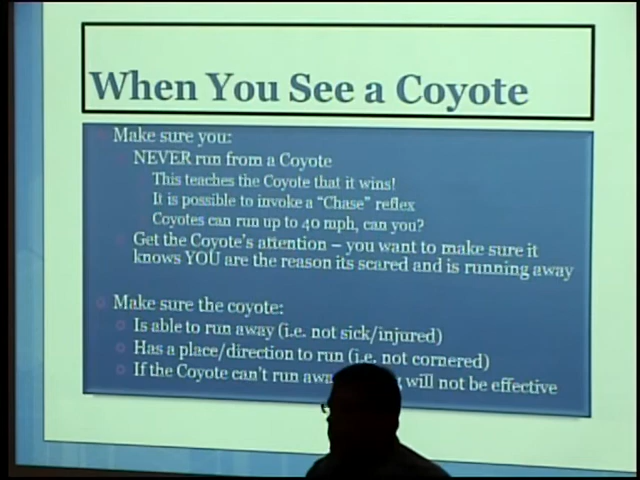 When You See a Coyote
Make sure you:
NEVER run from a Coyote
This teaches the Coyote that it wins!
It is possible to invoke a "Chase" reflex
Coyotes can run up to 40 mph, can you?
Get the Coyote's attention – you want to make sure it
knows YOU are the reason its scared and is running away
Make sure the coyote:
Is able to run away (i.e. not sick/injured)
Has a place/direction to run (i.e. not cornered)
If the Coyote can't run will not be effective